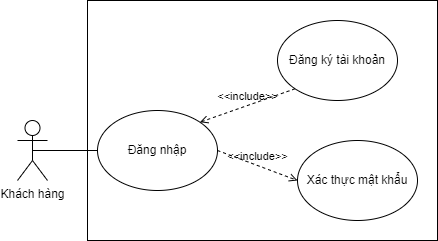 Đăng ký tài khoản
<<include>>
Đăng nhập
<<include>>
Xác thực mật khẩu
Khách hàng